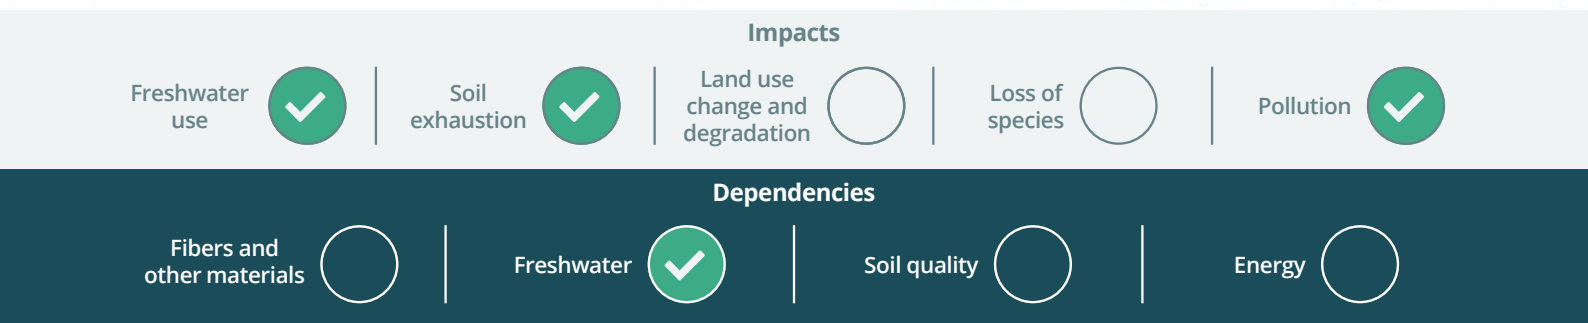 Impacts
Freshwater
use
Soil
exhaustion
Land use
change and
degradation
Loss of
species
Pollution
Dependencies
Fibers and
other materials
Freshwater
Soil quality
Energy